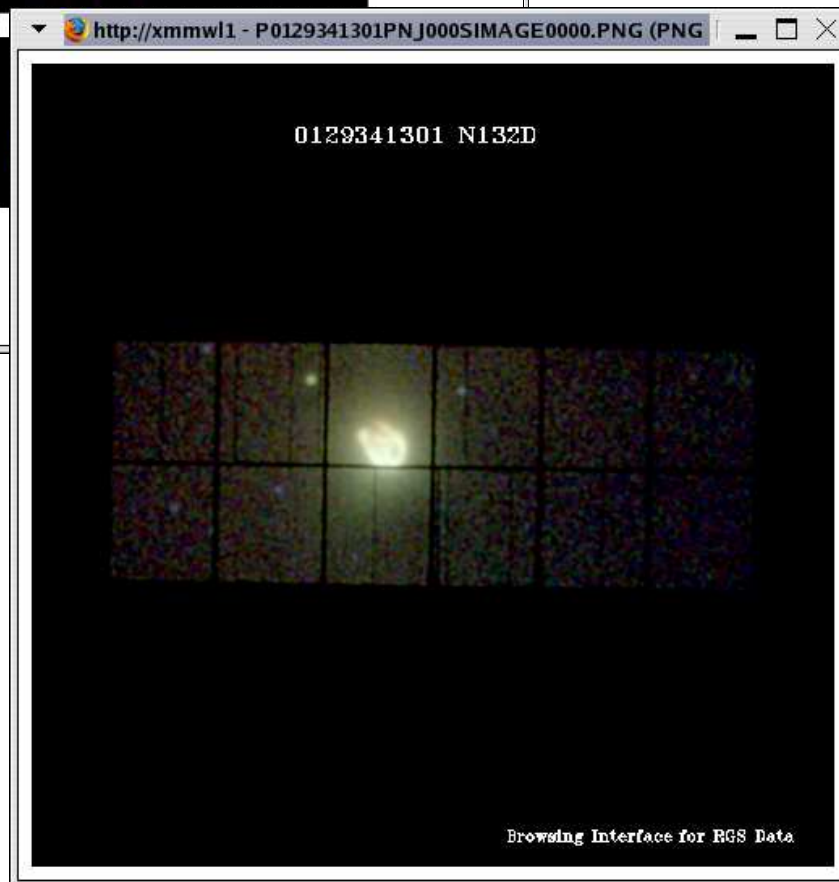 http://xmmwl1 - P0129341301PNJ000SIMAGE0000.PNG (PNG
0129341301 N132D
Browsing Interface for RGS Data